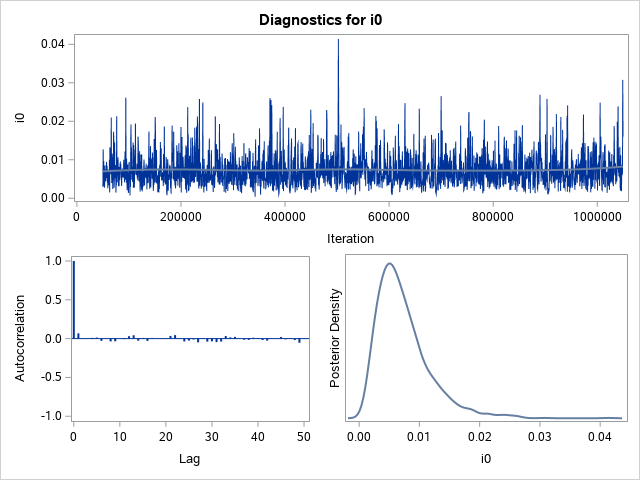 Diagnostics for i0
i0
0.04
0.03
0.02
0.01
0.00
0 200000 400000 600000 800000 1000000
Iteration
Autocorrelation
1.0
0.5
0.0
-0.5
-1.0
0 10 20 30 40 50
Lag
Posterior Density
0.00 0.01 0.02 0.03 0.04
i0